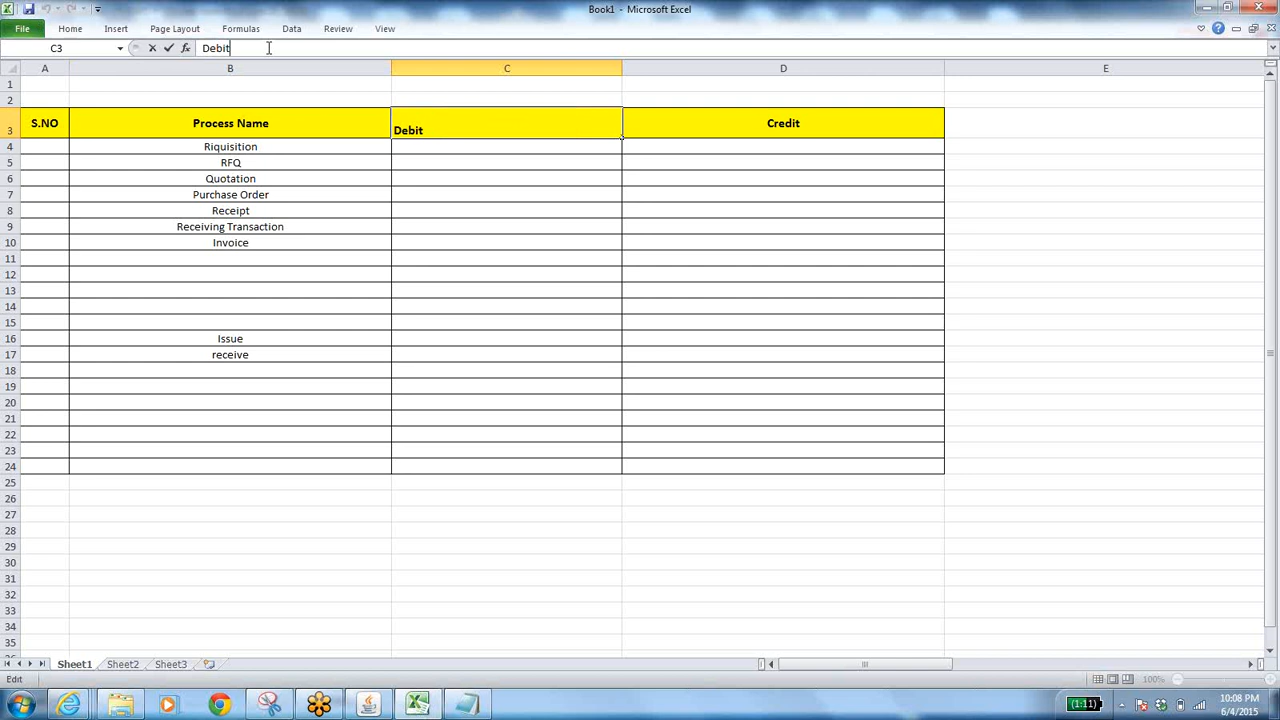 Book1 - Microsoft Excel
File Home Insert Page Layout Formulas Data Review View
C3 fx Debit
A B C D E
1
2
3 S.NO Process Name Debit Credit
4 Riquisition
5 RFQ
6 Quotation
7 Purchase Order
8 Receipt
9 Receiving Transaction
10 Invoice
11
12
13
14
15
16 Issue
17 receive
18
19
20
21
22
23
24
25
26
27
28
29
30
31
32
33
34
35
Sheet1 Sheet2 Sheet3
Edit 100%
(1:11) 10:08 PM
6/4/2015